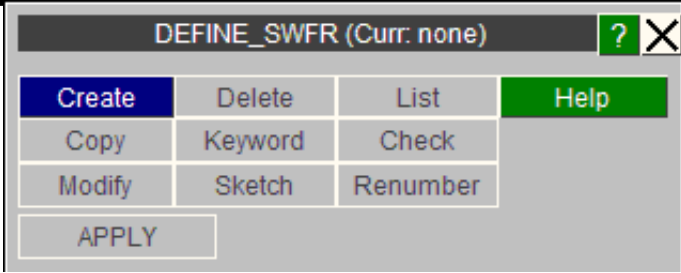 DEFINE_SWFR (Curr: none) ? X
Create Delete List Help
Copy Keyword Check
Modify Sketch Renumber
APPLY